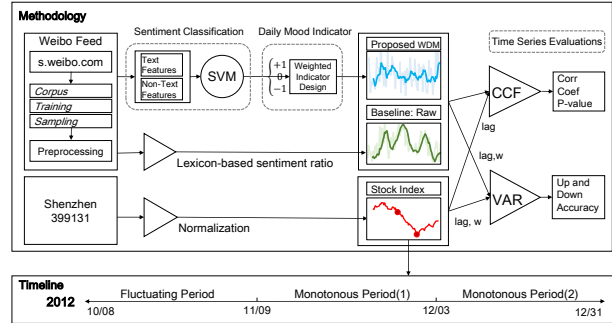 Methodology
Weibo Feed
s.weibo.com
Corpus
Training
Sampling
Preprocessing
Sentiment Classification
Text
Features
Non-Text
Features
SVM
Daily Mood Indicator
+1
0
−1
Weighted
Indicator
Design
Proposed WDM
Baseline: Raw
Time Series Evaluations
CCF
Corr
Coef
P-value
lag
lag,w
Lexicon-based sentiment ratio
Shenzhen
399131
Normalization
Stock Index
lag, w
VAR
Up and
Down
Accuracy
Timeline
2012
Fluctuating Period
Monotonous Period(1)
Monotonous Period(2)
10/08
11/09
12/03
12/31